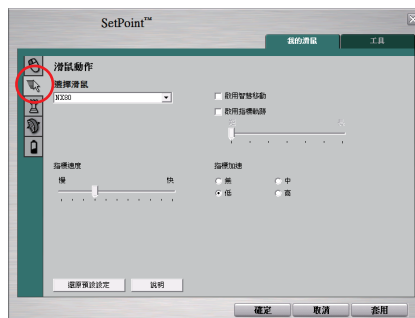 SetPoint™
我的滑鼠 工具
滑鼠動作
選擇滑鼠
NX80
啟用智慧移動
啟用指標軌跡
指標速度
慢 快
指標加速
無 中
低 高
還原預設設定 說明
確定 取消 套用